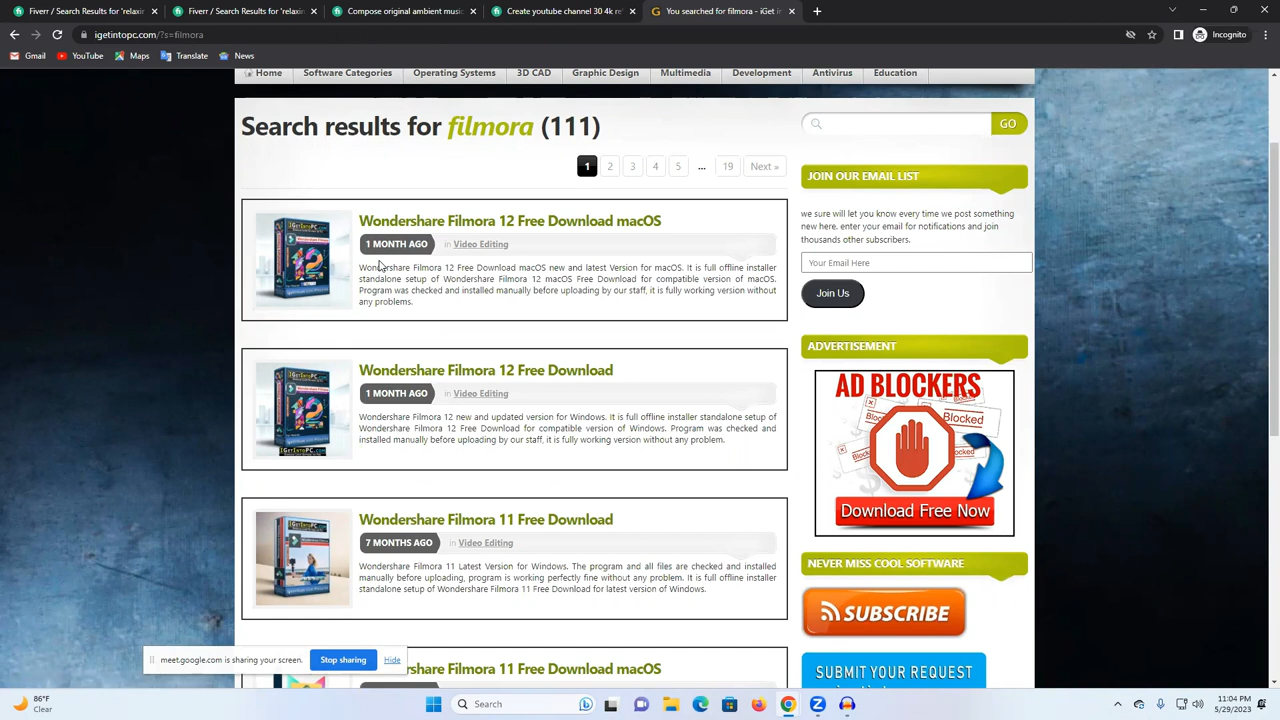 Fiverr / Search Results for 'relaxin
Fiverr / Search Results for 'relaxin
Compose original ambient music
Create youtube channel 30 4k re
You searched for filmora - iGet in
igetintopc.com/?s=filmora
Incognito
Gmail
YouTube
Maps
Translate
News
Home
Software Categories
Operating Systems
3D CAD
Graphic Design
Multimedia
Development
Antivirus
Education
Search results for filmora (111)
GO
1 2 3 4 5 ... 19 Next »
JOIN OUR EMAIL LIST
we sure will let you know every time we post something
new here. enter your email for notifications and join
thousands other subscribers.
Your Email Here
Join Us
Wondershare Filmora 12 Free Download macOS
1 MONTH AGO in Video Editing
Wondershare Filmora 12 Free Download macOS new and latest Version for macOS. It is full offline installer
standalone setup of Wondershare Filmora 12 macOS Free Download for compatible version of macOS.
Program was checked and installed manually before uploading by our staff, it is fully working version without
any problems.
ADVERTISEMENT
AD BLOCKERS
Blocked
Blocked
Download Free Now
Wondershare Filmora 12 Free Download
1 MONTH AGO in Video Editing
Wondershare Filmora 12 new and updated version for Windows. It is full offline installer standalone setup of
Wondershare Filmora 12 Free Download for compatible version of Windows. Program was checked and
installed manually before uploading by our staff, it is fully working version without any problem.
IGETINTOPC.COM
Wondershare Filmora 11 Free Download
7 MONTHS AGO in Video Editing
Wondershare Filmora 11 Latest Version for Windows. The program and all files are checked and installed
manually before uploading, program is working perfectly fine without any problem. It is full offline installer
standalone setup of Wondershare Filmora 11 Free Download for latest version of Windows.
NEVER MISS COOL SOFTWARE
SUBSCRIBE
SUBMIT YOUR REQUEST
share Filmora 11 Free Download macOS
meet.google.com is sharing your screen.
Stop sharing
Hide
86°F
Clear
Search
11:04 PM
5/29/2023